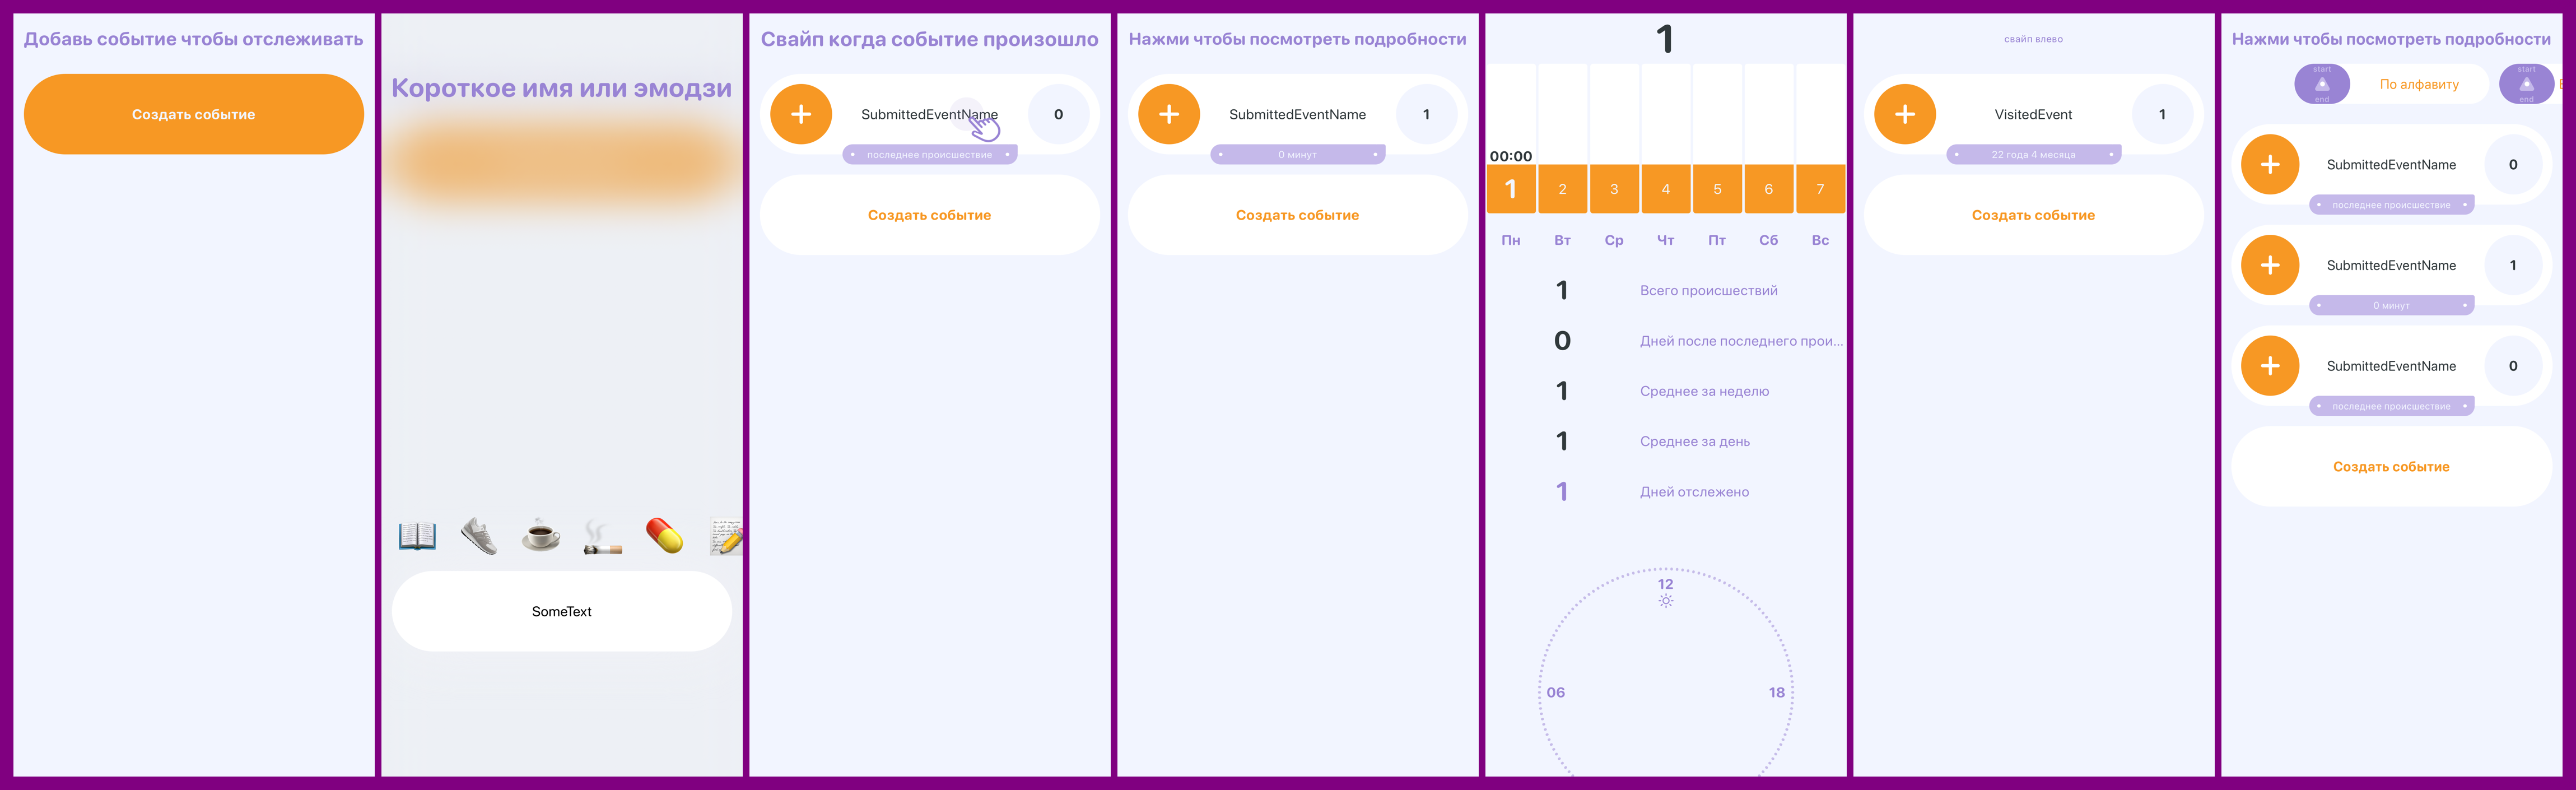 Добавь событие чтобы отслеживать
Создать событие
Короткое имя или эмодзи
SomeText
Свайп когда событие произошло
SubmittedEventName
0
последнее происшествие
Создать событие
Нажми чтобы посмотреть подробности
SubmittedEventName
1
0 минут
Создать событие
1
00:00
1 2 3 4 5 6 7
Пн Вт Ср Чт Пт Сб Вс
1 Всего происшествий
0 Дней после последнего прои...
1 Среднее за неделю
1 Среднее за день
1 Дней отслежено
12
06 18
свайп влево
VisitedEvent
1
22 года 4 месяца
Создать событие
Нажми чтобы посмотреть подробности
start
end
По алфавиту
start
end
SubmittedEventName
0
последнее происшествие
SubmittedEventName
1
0 минут
SubmittedEventName
0
последнее происшествие
Создать событие